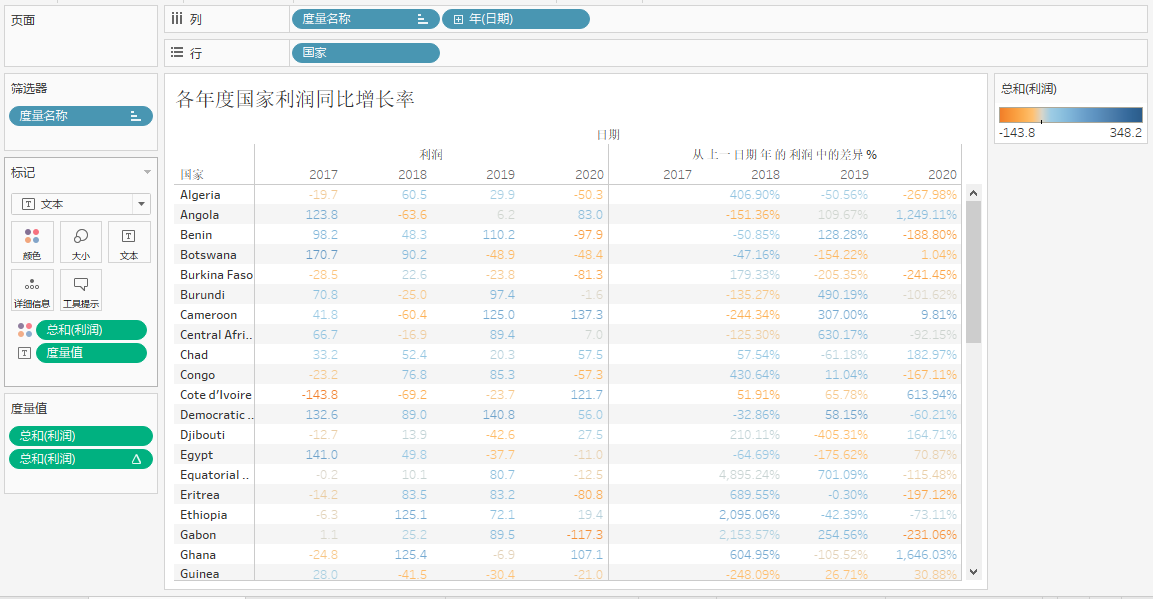 页面
列 度量名称 年(日期)
行 国家
筛选器
度量名称
标记
文本
颜色 大小 文本
详细信息 工具提示
总和(利润)
度量值
度量值
总和(利润)
总和(利润) Δ
各年度国家利润同比增长率
日期
利润 从 上一 日期 年 的 利润 中的差异 %
国家 2017 2018 2019 2020 2017 2018 2019 2020
Algeria -19.7 60.5 29.9 -50.3 406.90% -50.56% -267.98%
Angola 123.8 -63.6 6.2 83.0 -151.36% 109.67% 1,249.11%
Benin 98.2 48.3 110.2 -97.9 -50.85% 128.28% -188.80%
Botswana 170.7 90.2 -48.9 -48.4 -47.16% -154.22% 1.04%
Burkina Faso -28.5 22.6 -23.8 -81.3 179.33% -205.35% -241.45%
Burundi 70.8 -25.0 97.4 -1.6 -135.27% 490.19% -101.62%
Cameroon 41.8 -60.4 125.0 137.3 -244.34% 307.00% 9.81%
Central Afri.. 66.7 -16.9 89.4 7.0 -125.30% 630.17% -92.15%
Chad 33.2 52.4 20.3 57.5 57.54% -61.18% 182.97%
Congo -23.2 76.8 85.3 -57.3 430.64% 11.04% -167.11%
Cote d’Ivoire -143.8 -69.2 -23.7 121.7 51.91% 65.78% 613.94%
Democratic .. 132.6 89.0 140.8 56.0 -32.86% 58.15% -60.21%
Djibouti -12.7 13.9 -42.6 27.5 210.11% -405.31% 164.71%
Egypt 141.0 49.8 -37.7 -11.0 -64.69% -175.62% 70.87%
Equatorial .. -0.2 10.1 80.7 -12.5 4,895.24% 701.09% -115.48%
Eritrea -14.2 83.5 83.2 -80.8 689.55% -0.30% -197.12%
Ethiopia -6.3 125.1 72.1 19.4 2,095.06% -42.39% -73.11%
Gabon 1.1 25.2 89.5 -117.3 2,153.57% 254.56% -231.06%
Ghana -24.8 125.4 -6.9 107.1 604.95% -105.52% 1,646.03%
Guinea 28.0 -41.5 -30.4 -21.0 -248.09% 26.71% 30.88%
总和(利润)
-143.8 348.2